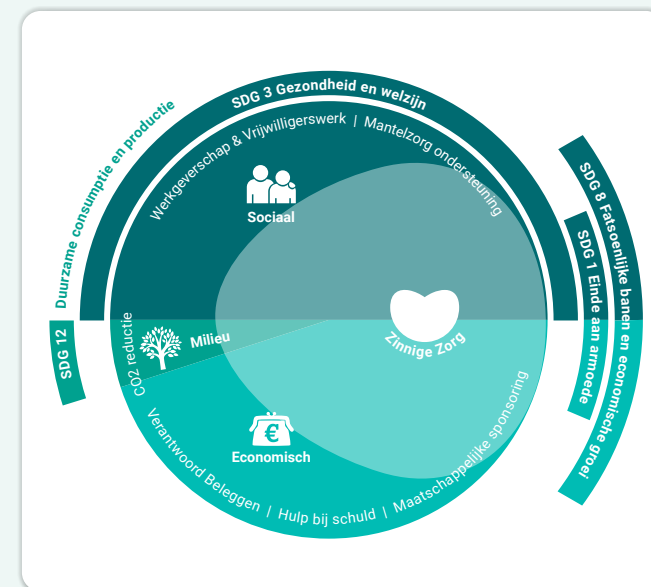 SDG 3 Gezondheid en welzijn
Duurzame consumptie en productie
SDG 12
Werkgeverschap & Vrijwilligerswerk | Mantelzorg ondersteuning
Sociaal
SDG 8 Fatsoenlijke banen en economische groei
SDG 1 Einde aan armoede
CO2 reductie
Milieu
Zinnige Zorg
€
Economisch
Verantwoord Beleggen | Hulp bij schuld | Maatschappelijke sponsoring